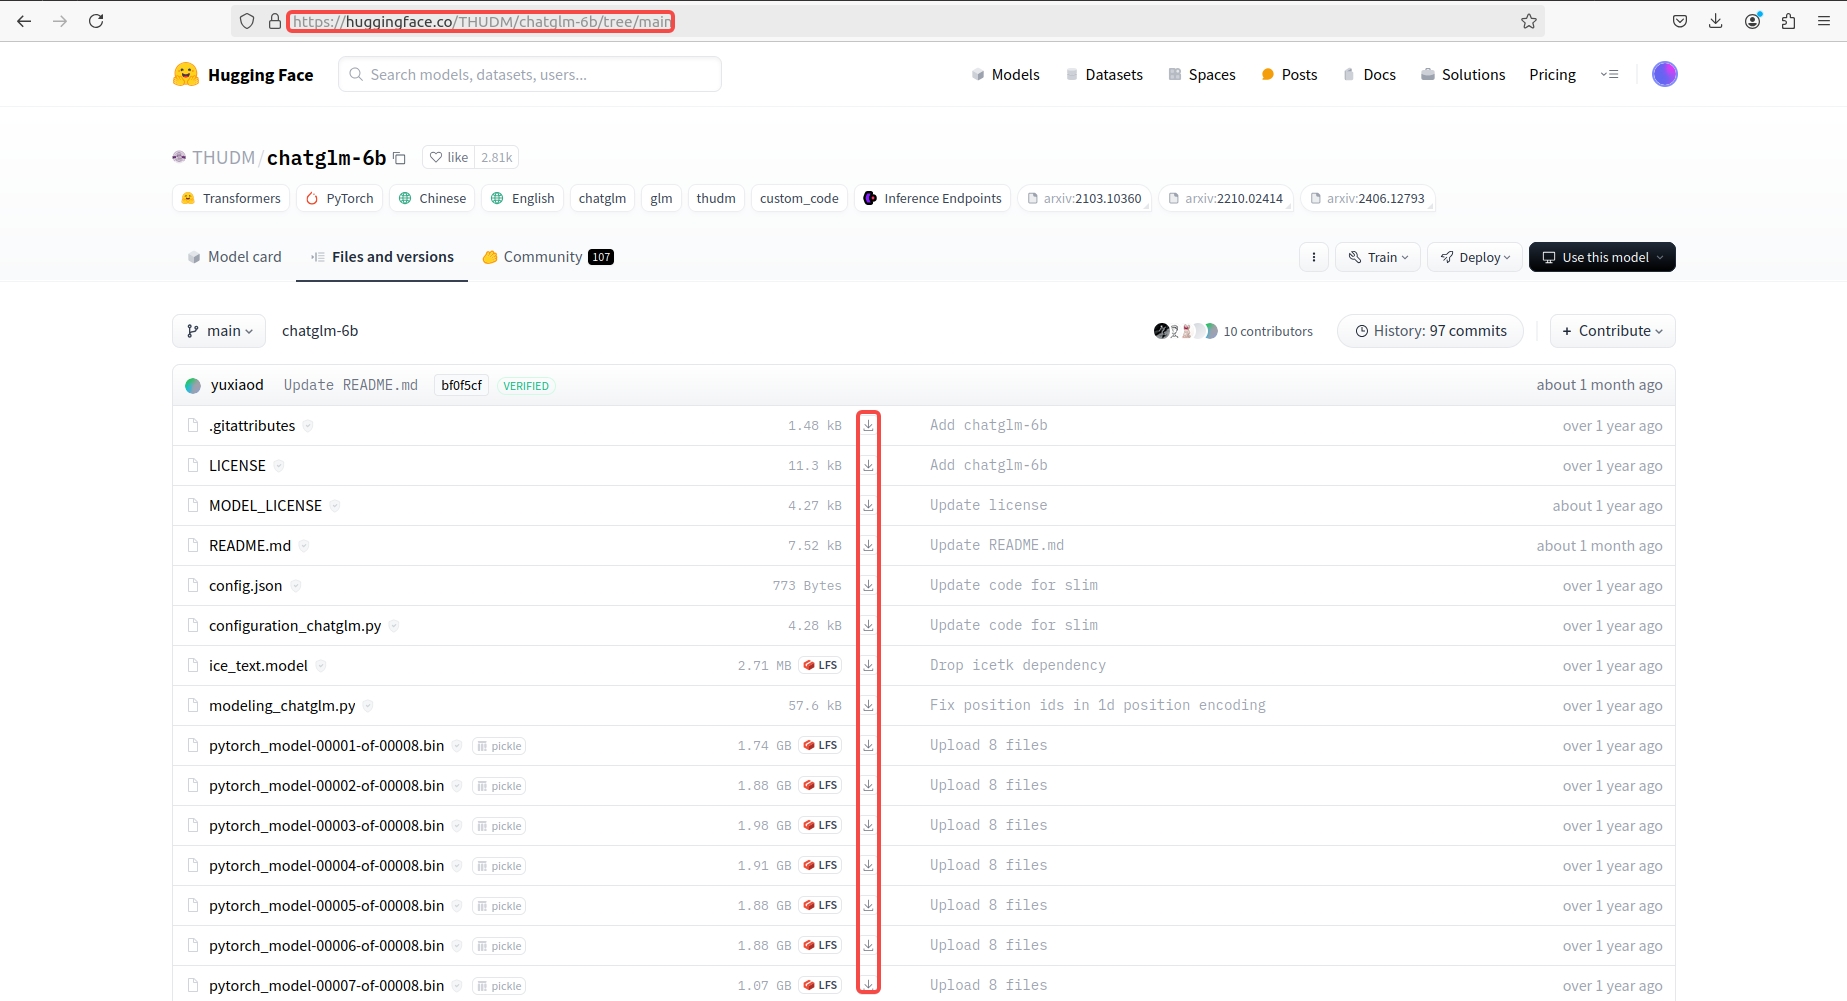 https://huggingface.co/THUDM/chatglm-6b/tree/main
Hugging Face
Search models, datasets, users...
Models Datasets Spaces Posts Docs Solutions Pricing
THUDM/chatglm-6b like 2.81k
Transformers PyTorch Chinese English chatglm glm thudm custom_code Inference Endpoints arxiv:2103.10360 arxiv:2210.02414 arxiv:2406.12793
Model card Files and versions Community 107 Train Deploy Use this model
main chatglm-6b 10 contributors History: 97 commits + Contribute
yuxiaod Update README.md bf0f5cf VERIFIED about 1 month ago
.gitattributes 1.48 kB Add chatglm-6b over 1 year ago
LICENSE 11.3 kB Add chatglm-6b over 1 year ago
MODEL_LICENSE 4.27 kB Update license about 1 year ago
README.md 7.52 kB Update README.md about 1 month ago
config.json 773 Bytes Update code for slim over 1 year ago
configuration_chatglm.py 4.28 kB Update code for slim over 1 year ago
ice_text.model 2.71 MB LFS Drop icetk dependency over 1 year ago
modeling_chatglm.py 57.6 kB Fix position ids in 1d position encoding over 1 year ago
pytorch_model-00001-of-00008.bin pickle 1.74 GB LFS Upload 8 files over 1 year ago
pytorch_model-00002-of-00008.bin pickle 1.88 GB LFS Upload 8 files over 1 year ago
pytorch_model-00003-of-00008.bin pickle 1.98 GB LFS Upload 8 files over 1 year ago
pytorch_model-00004-of-00008.bin pickle 1.91 GB LFS Upload 8 files over 1 year ago
pytorch_model-00005-of-00008.bin pickle 1.88 GB LFS Upload 8 files over 1 year ago
pytorch_model-00006-of-00008.bin pickle 1.88 GB LFS Upload 8 files over 1 year ago
pytorch_model-00007-of-00008.bin pickle 1.07 GB LFS Upload 8 files over 1 year ago